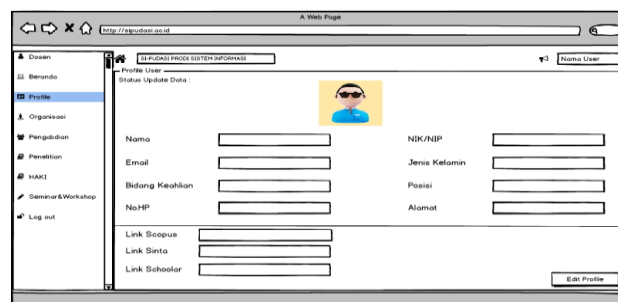 A Web Page
http://sipudasi.ac.id
Dosen
Beranda
Profile
Organisasi
Pengabdian
Penelitian
HAKI
Seminar&Workshop
Log out
SI-PUDASI PRODI SISTEM INFORMASI
Nama User
Profile User
Status Update Data :
Nama
NIK/NIP
Email
Jenis Kelamin
Bidang Keahlian
Posisi
No.HP
Alamat
Link Scopus
Link Sinta
Link Schoolar
Edit Profile